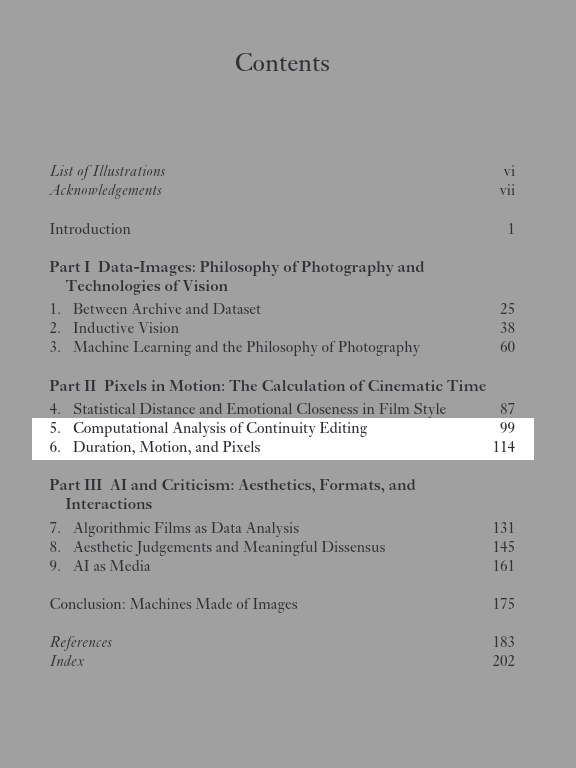 Contents
List of Illustrations vi
Acknowledgements vii
Introduction 1
Part I Data-Images: Philosophy of Photography and
Technologies of Vision
1. Between Archive and Dataset 25
2. Inductive Vision 38
3. Machine Learning and the Philosophy of Photography 60
Part II Pixels in Motion: The Calculation of Cinematic Time
4. Statistical Distance and Emotional Closeness in Film Style 87
5. Computational Analysis of Continuity Editing 99
6. Duration, Motion, and Pixels 114
Part III AI and Criticism: Aesthetics, Formats, and
Interactions
7. Algorithmic Films as Data Analysis 131
8. Aesthetic Judgements and Meaningful Dissensus 145
9. AI as Media 161
Conclusion: Machines Made of Images 175
References 183
Index 202